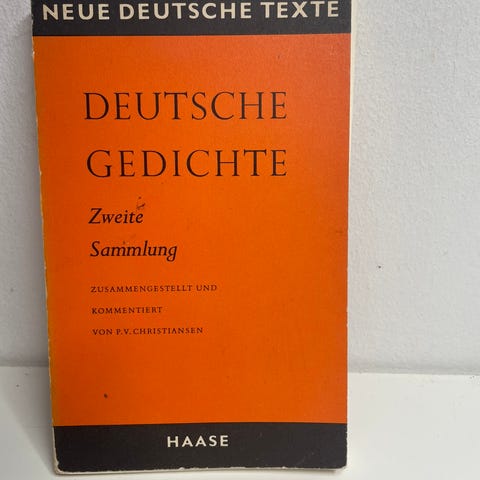 NEUE DEUTSCHE TEXTE
DEUTSCHE
GEDICHTE
Zweite
Sammlung
ZUSAMMENGESTELLT UND
KOMMENTIERT
VON P. V. CHRISTIANSEN
HAASE